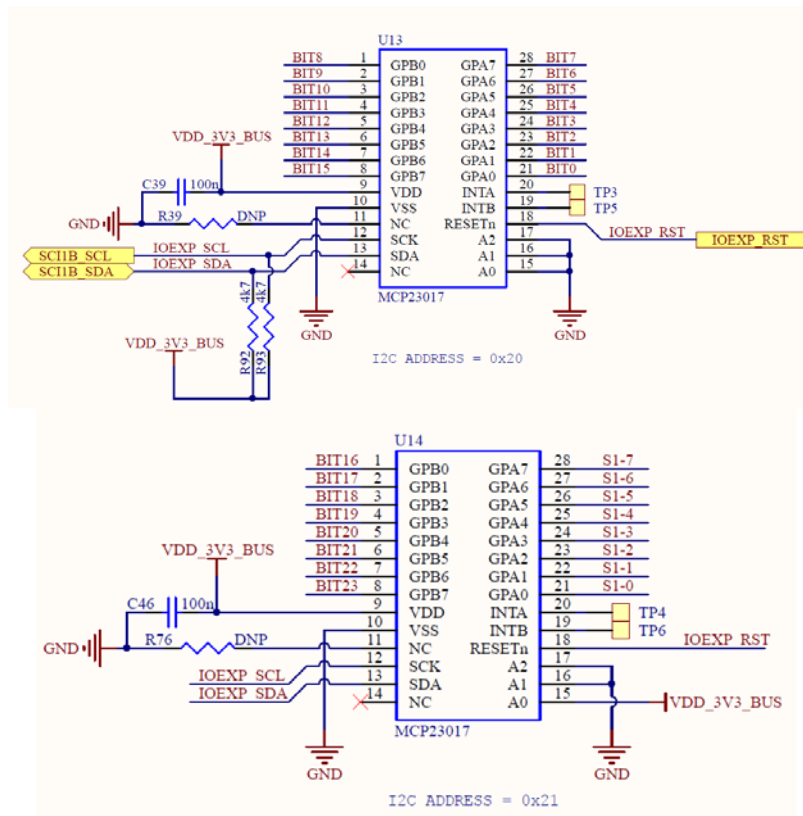 U13
BIT8 1 GPB0 GPA7 28 BIT7
BIT9 2 GPB1 GPA6 27 BIT6
BIT10 3 GPB2 GPA5 26 BIT5
BIT11 4 GPB3 GPA4 25 BIT4
BIT12 5 GPB4 GPA3 24 BIT3
BIT13 6 GPB5 GPA2 23 BIT2
BIT14 7 GPB6 GPA1 22 BIT1
BIT15 8 GPB7 GPA0 21 BIT0
VDD_3V3_BUS
C39 100n 9 VDD INTA 20 TP3
10 VSS INTB 19 TP5
GND R39 DNP 11 NC RESETn 18 IOEXP_RST IOEXP_RST
SCI1B_SCL IOEXP_SCL 12 SCK A2 17
SCI1B_SDA IOEXP_SDA 13 SDA A1 16
14 NC A0 15
MCP23017
4k7 4k7
R92 R93
VDD_3V3_BUS
GND GND
I2C ADDRESS = 0x20
U14
BIT16 1 GPB0 GPA7 28 S1-7
BIT17 2 GPB1 GPA6 27 S1-6
BIT18 3 GPB2 GPA5 26 S1-5
BIT19 4 GPB3 GPA4 25 S1-4
BIT20 5 GPB4 GPA3 24 S1-3
BIT21 6 GPB5 GPA2 23 S1-2
BIT22 7 GPB6 GPA1 22 S1-1
BIT23 8 GPB7 GPA0 21 S1-0
VDD_3V3_BUS
C46 100n 9 VDD INTA 20 TP4
10 VSS INTB 19 TP6
GND R76 DNP 11 NC RESETn 18 IOEXP_RST
IOEXP_SCL 12 SCK A2 17
IOEXP_SDA 13 SDA A1 16
14 NC A0 15 VDD_3V3_BUS
MCP23017
GND GND
I2C ADDRESS = 0x21